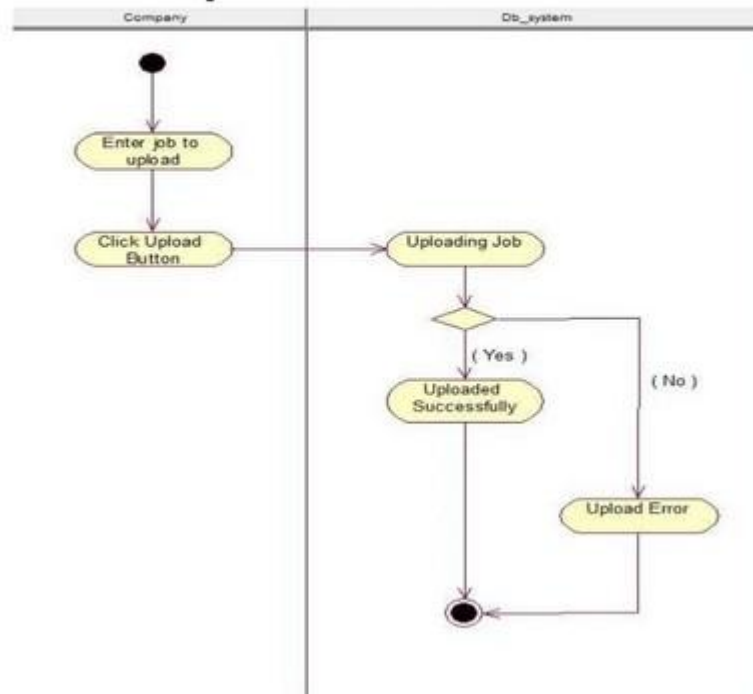 Company
Db_system
Enter job to
upload
Click Upload
Button
Uploading Job
( Yes )
( No )
Uploaded
Successfully
Upload Error